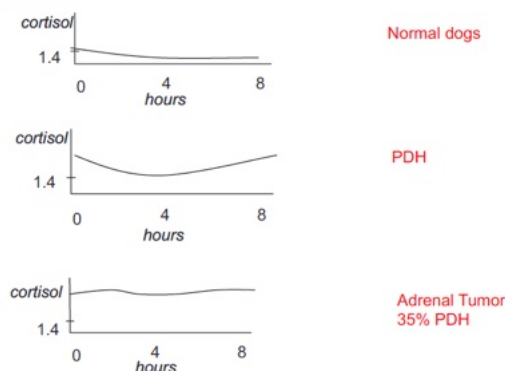 cortisol
Normal dogs
1.4
0 4 8
hours
cortisol
PDH
1.4
0 4 8
hours
cortisol
Adrenal Tumor
35% PDH
1.4
0 4 8
hours